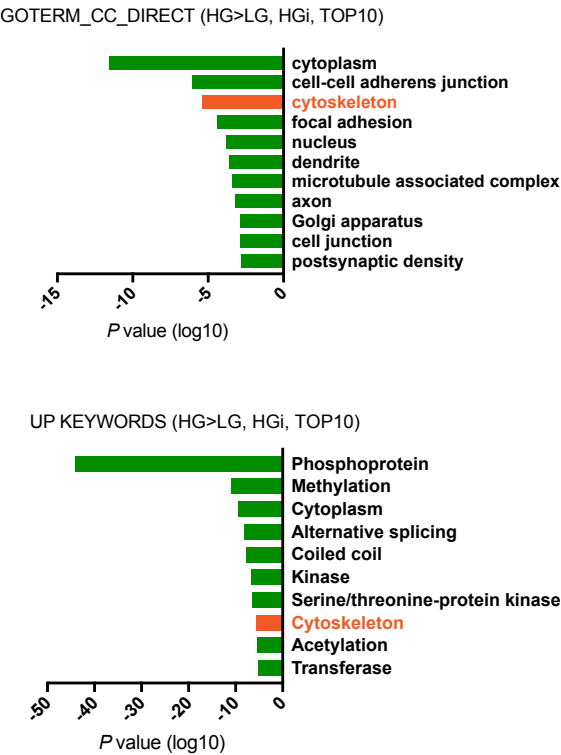 GOTERM_CC_DIRECT (HG>LG, HGi, TOP10)
cytoplasm
cell-cell adherens junction
cytoskeleton
focal adhesion
nucleus
dendrite
microtubule associated complex
axon
Golgi apparatus
cell junction
postsynaptic density
-15 -10 -5 0
P value (log10)
UP KEYWORDS (HG>LG, HGi, TOP10)
Phosphoprotein
Methylation
Cytoplasm
Alternative splicing
Coiled coil
Kinase
Serine/threonine-protein kinase
Cytoskeleton
Acetylation
Transferase
-50 -40 -30 -20 -10 0
P value (log10)